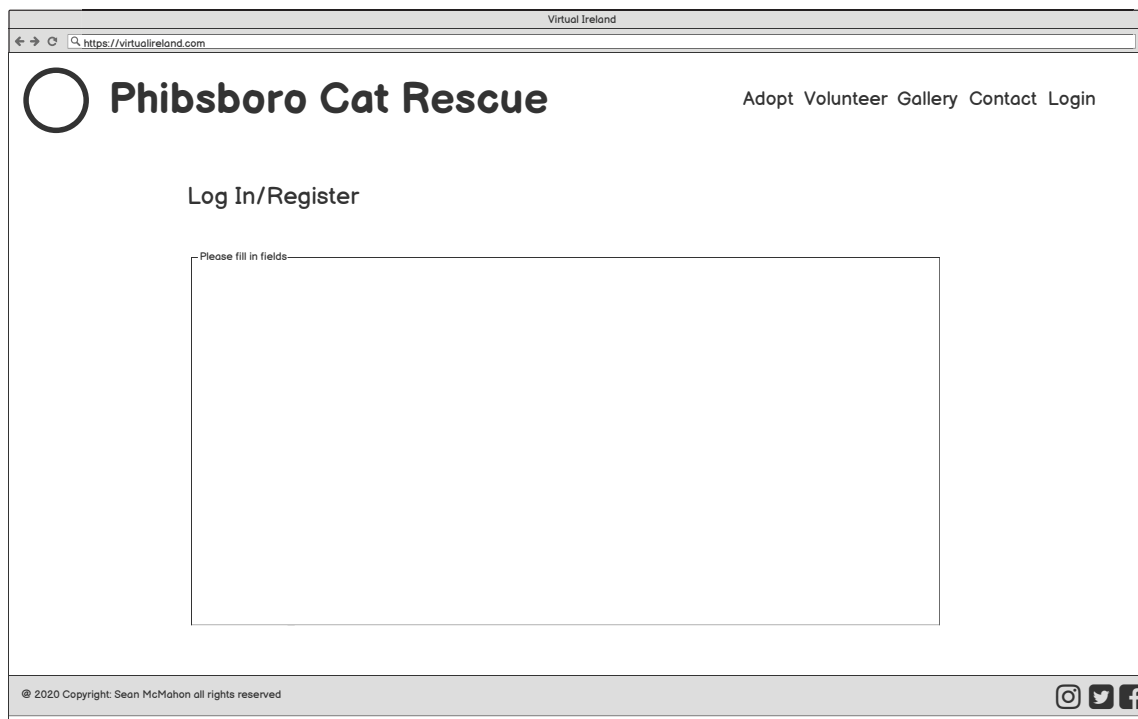 Virtual Ireland
https://virtualireland.com
Phibsboro Cat Rescue
Adopt Volunteer Gallery Contact Login
Log In/Register
Please fill in fields
@ 2020 Copyright: Sean McMahon all rights reserved